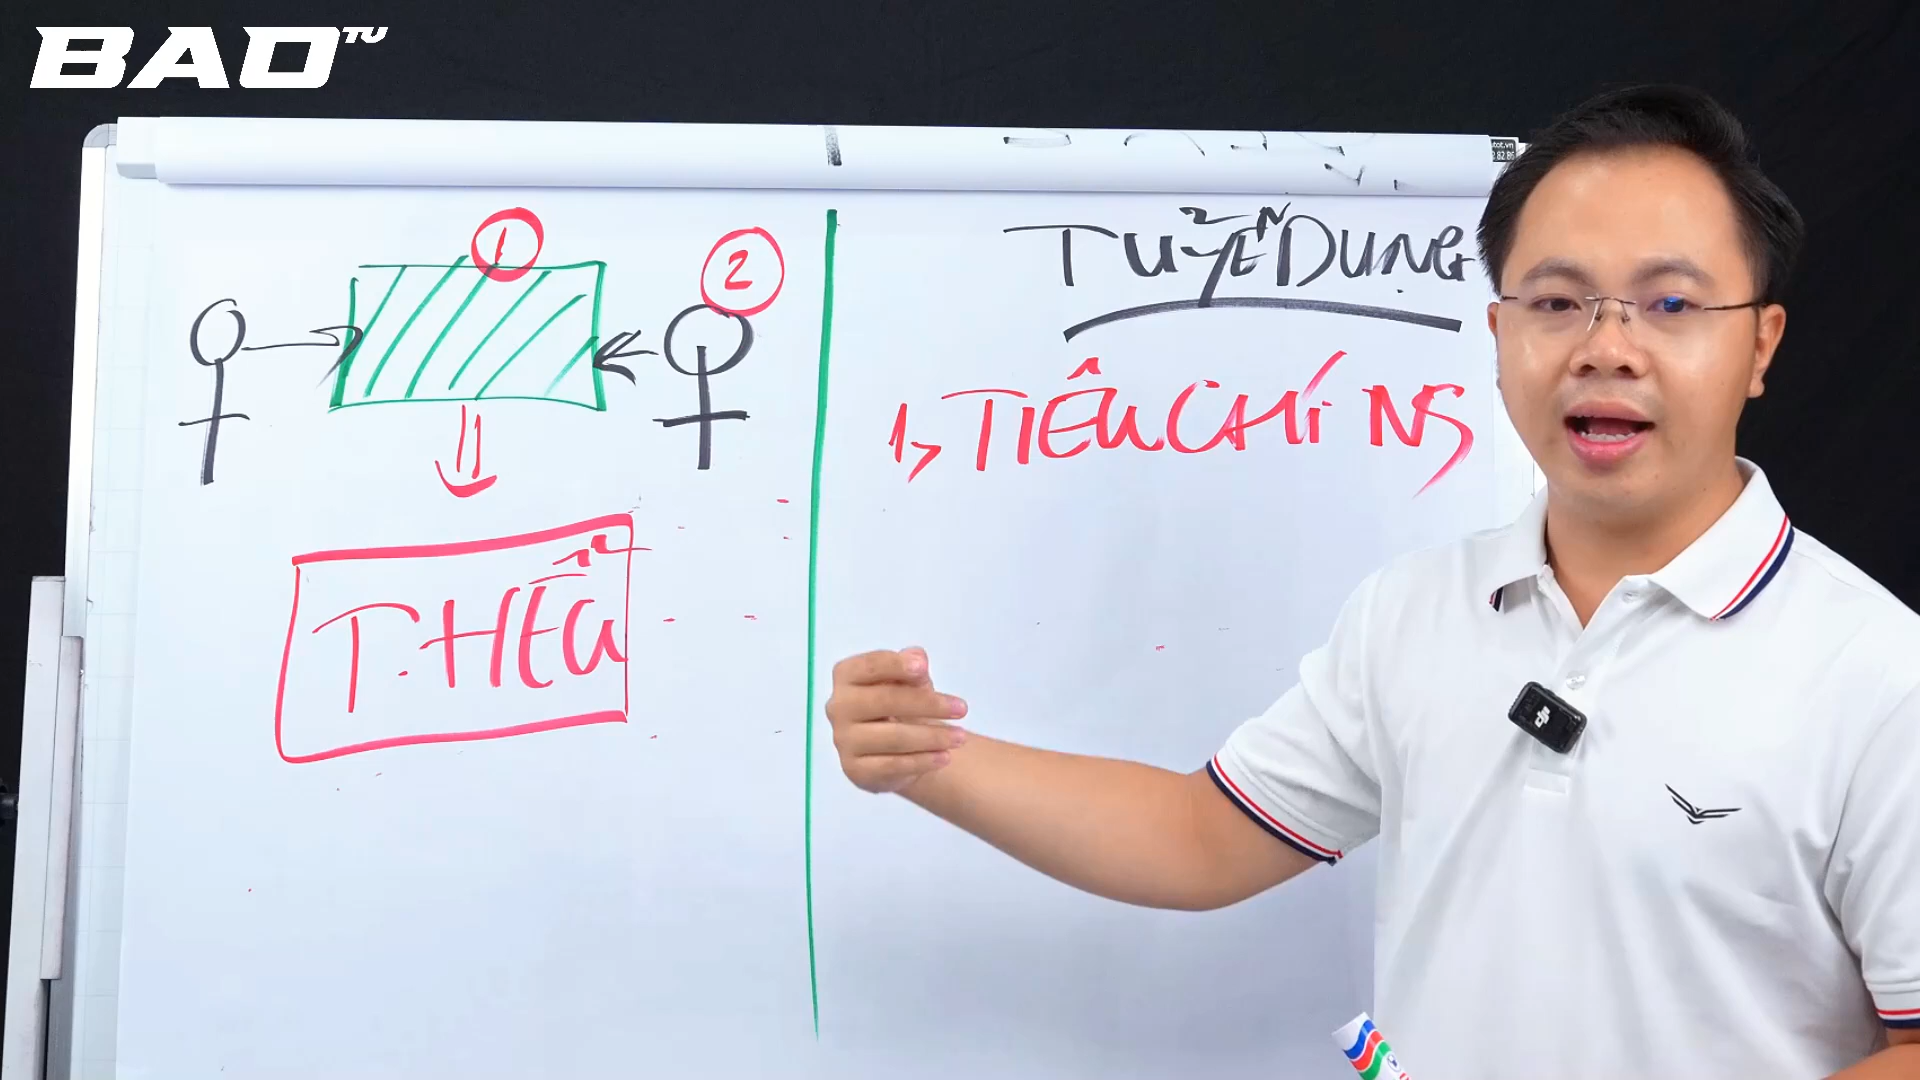 BAO TV
1
2
T.HIỂU
TUYỂN DỤNG
1, TIÊU CHÍ NS